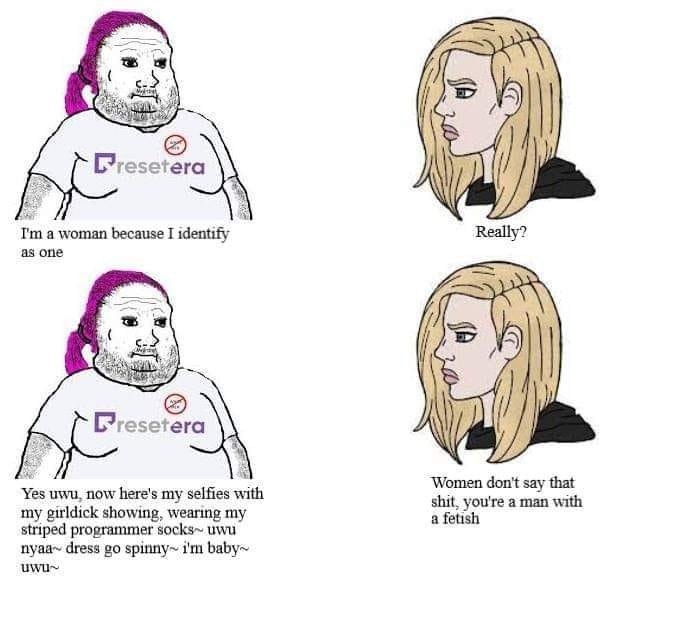 resetera
I'm a woman because I identify
as one
Really?
resetera
Yes uwu, now here's my selfies with
my girldick showing, wearing my
striped programmer socks~ uwu
nyaa~ dress go spinny~ i'm baby~
uwu~
Women don't say that
shit, you're a man with
a fetish